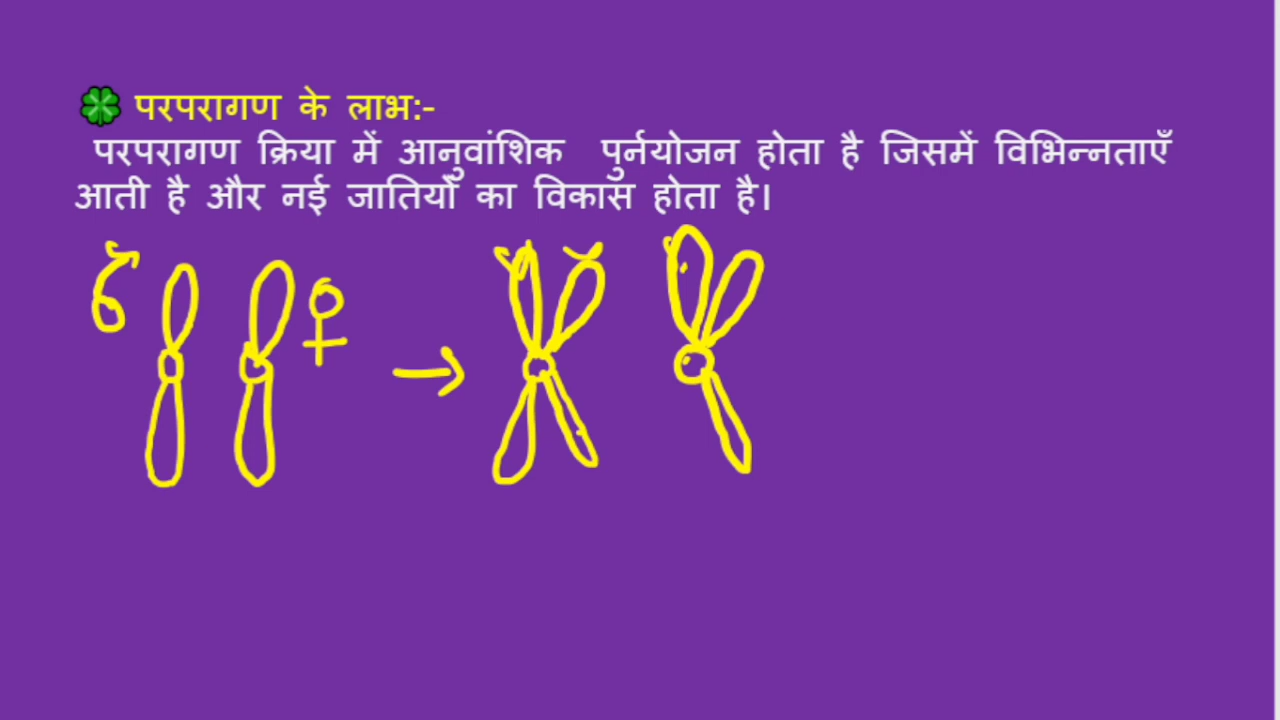 परपरागण के लाभ:-
परपरागण क्रिया में आनुवांशिक पुर्नयोजन होता है जिसमें विभिन्नताएँ
आती है और नई जातियों का विकास होता है।
♂ ♀ →